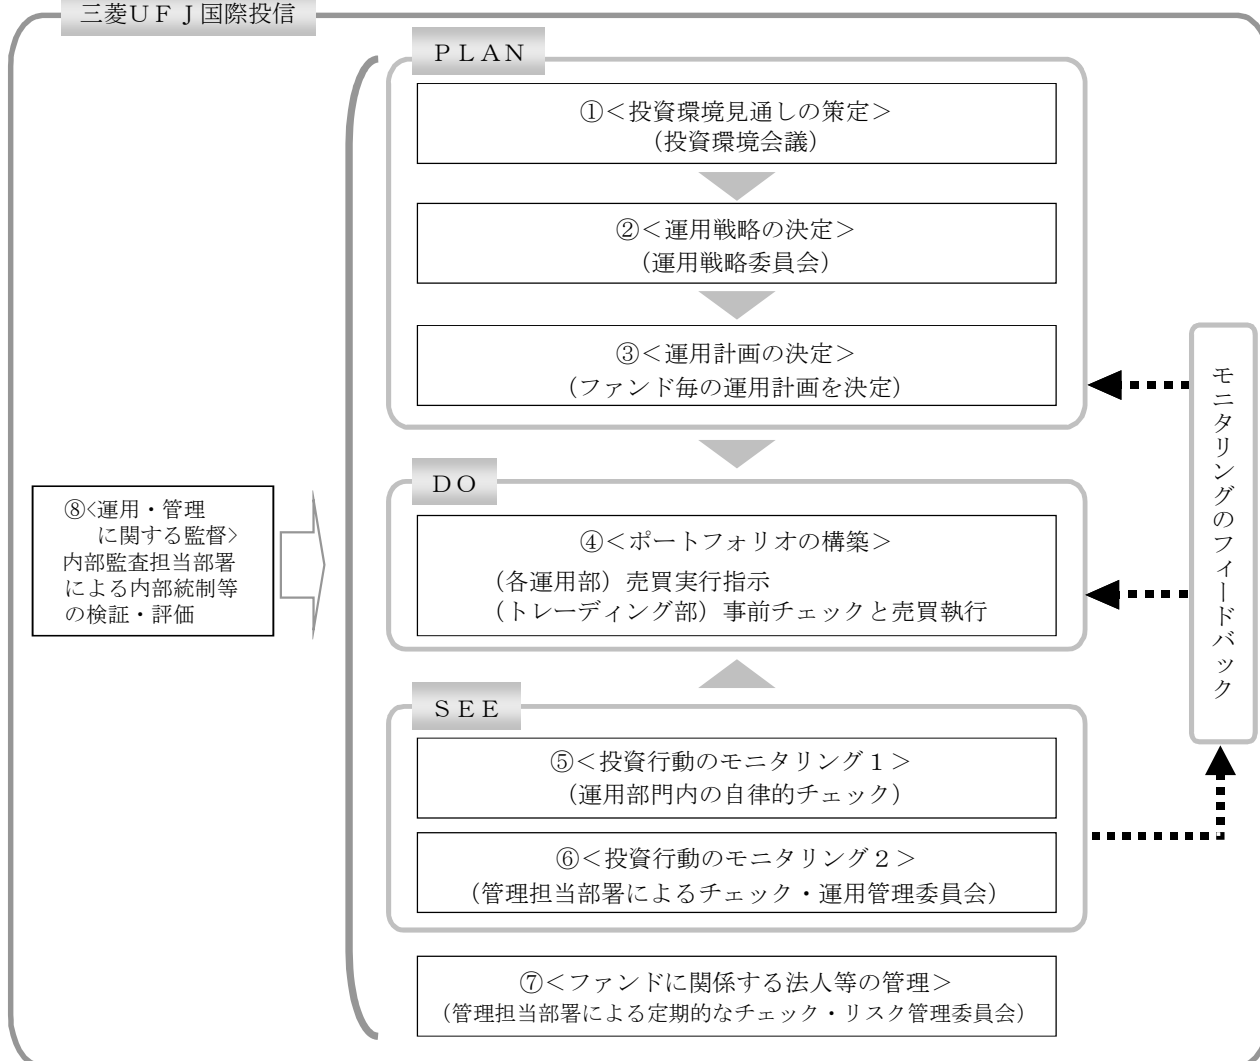 三菱ＵＦＪ国際投信
ＰＬＡＮ
①＜投資環境見通しの策定＞
（投資環境会議）
②＜運用戦略の決定＞
（運用戦略委員会）
③＜運用計画の決定＞
（ファンド毎の運用計画を決定）
ＤＯ
④＜ポートフォリオの構築＞
（各運用部）売買実行指示
（トレーディング部）事前チェックと売買執行
ＳＥＥ
⑤＜投資行動のモニタリング１＞
（運用部門内の自律的チェック）
⑥＜投資行動のモニタリング２＞
（管理担当部署によるチェック・運用管理委員会）
⑦＜ファンドに関係する法人等の管理＞
（管理担当部署による定期的なチェック・リスク管理委員会）
⑧<運用・管理
に関する監督>
内部監査担当部署
による内部統制等
の検証・評価
モニタリングのフィードバック